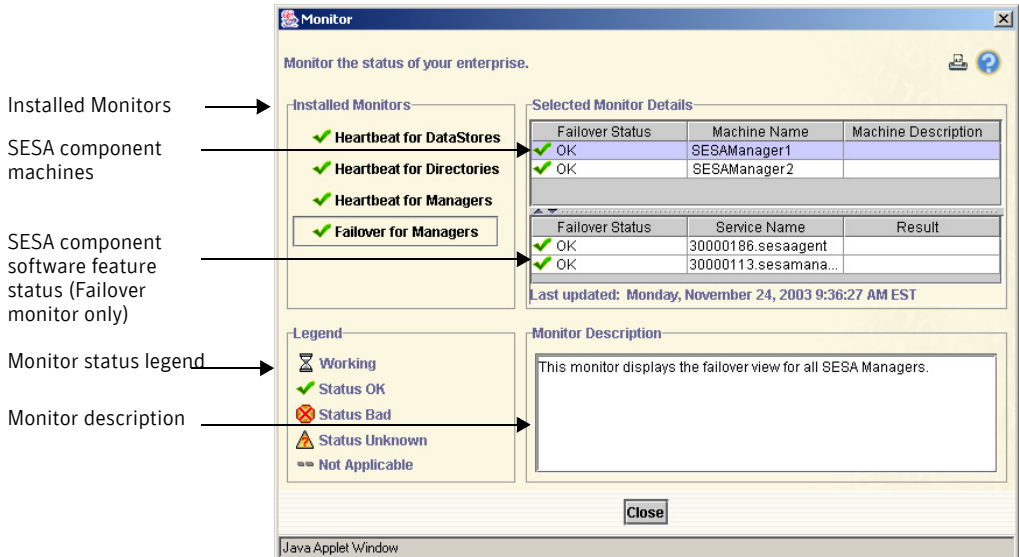 Monitor
Monitor the status of your enterprise.
Installed Monitors
SESA component
machines
SESA component
software feature
status (Failover
monitor only)
Monitor status legend
Monitor description
Installed Monitors
Heartbeat for DataStores
Heartbeat for Directories
Heartbeat for Managers
Failover for Managers
Selected Monitor Details
Failover Status Machine Name Machine Description
OK SESAManager1
OK SESAManager2
Failover Status Service Name Result
OK 30000186.sesaagent
OK 30000113.sesamana...
Last updated: Monday, November 24, 2003 9:36:27 AM EST
Legend
Working
Status OK
Status Bad
Status Unknown
Not Applicable
Monitor Description
This monitor displays the failover view for all SESA Managers.
Close
Java Applet Window